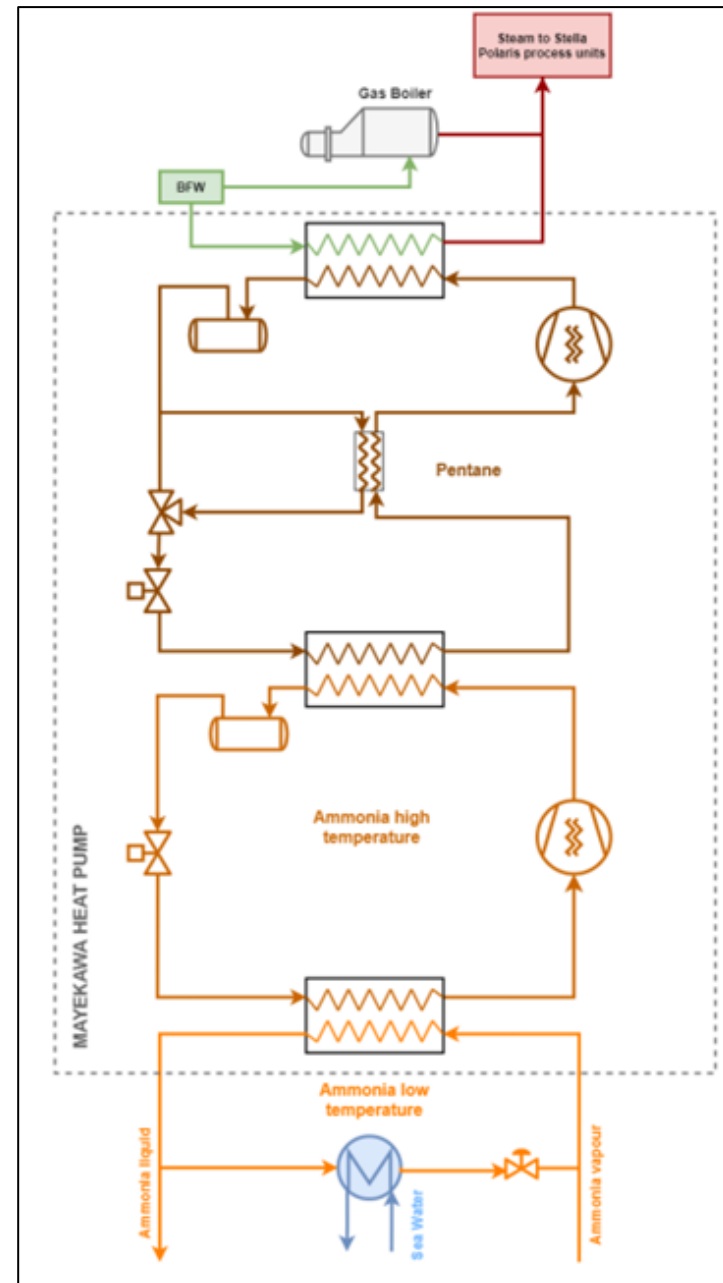 Steam to Stella
Polaris process units
Gas Boiler
BFW
Pentane
Ammonia high
temperature
MAYEKAWA HEAT PUMP
Ammonia low
temperature
Ammonia liquid
Sea Water
Ammonia vapour